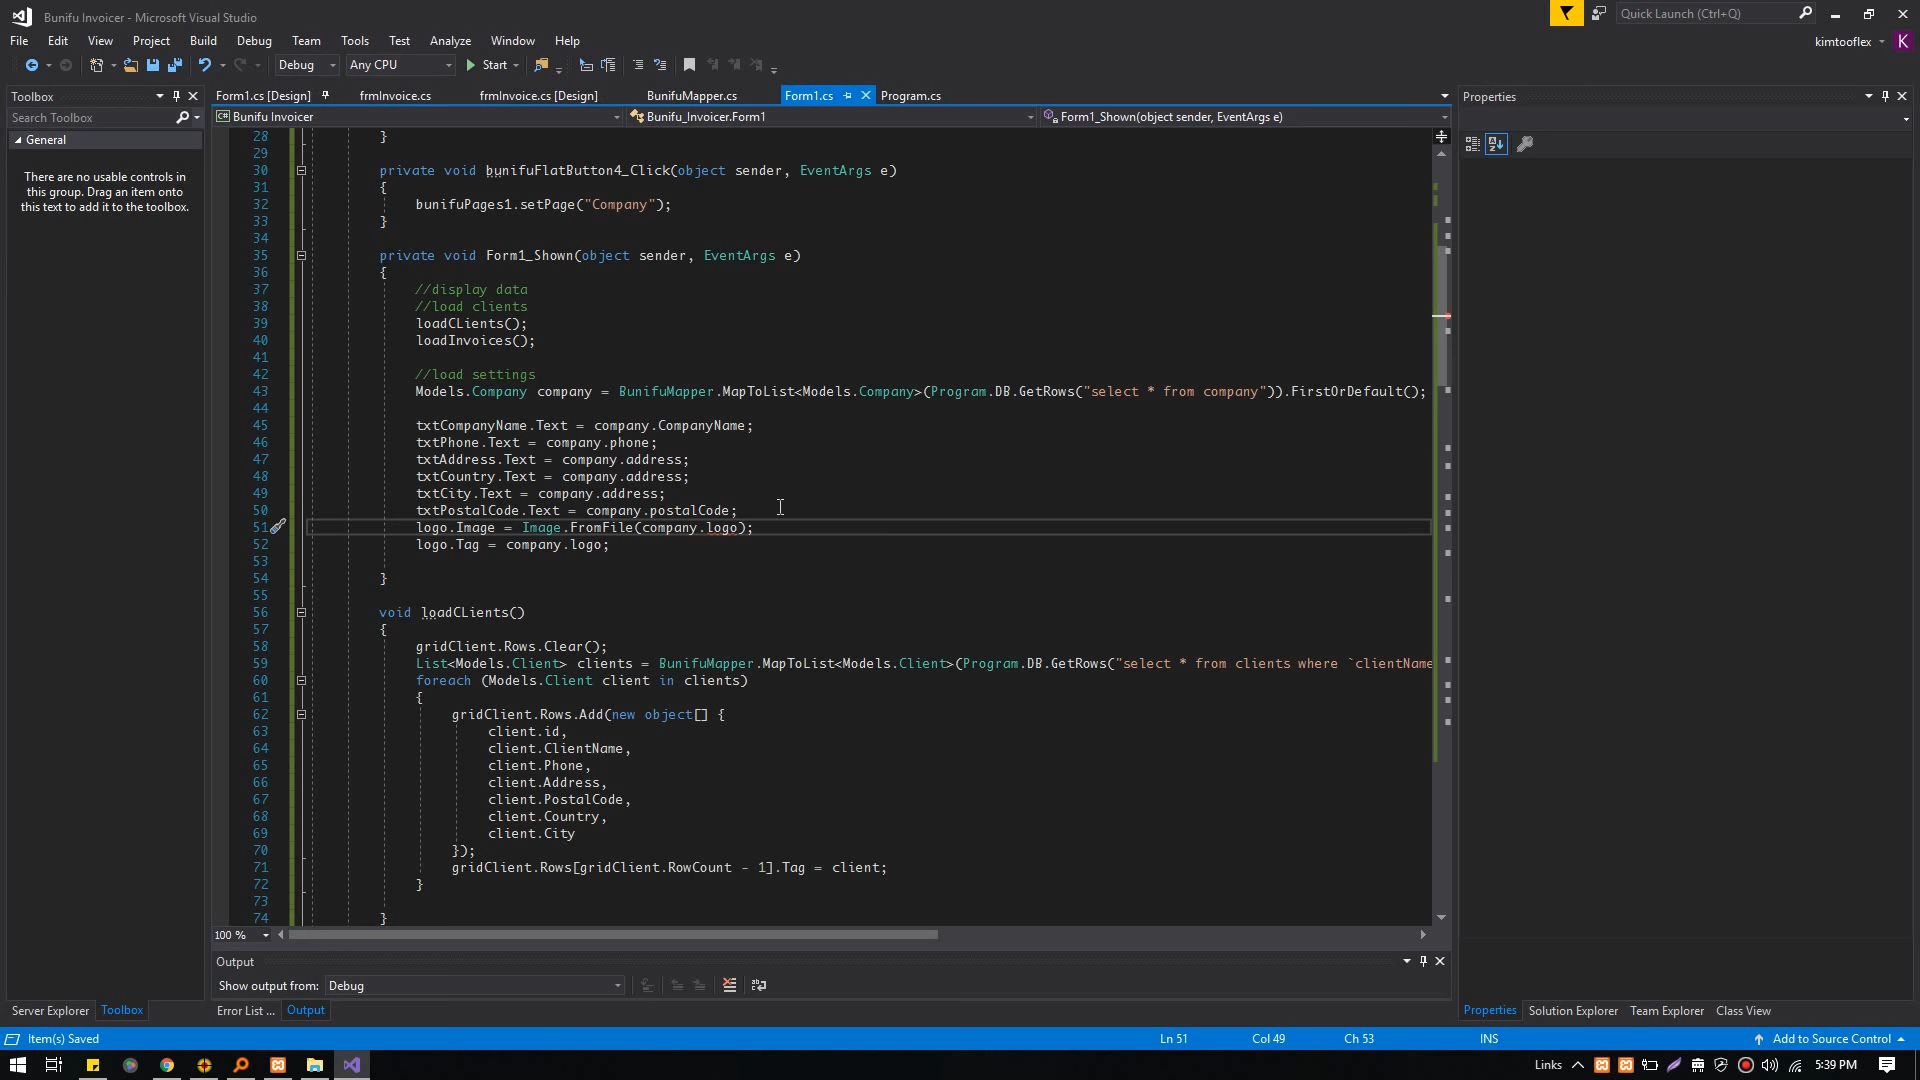 Bunifu Invoicer - Microsoft Visual Studio
Quick Launch (Ctrl+Q)
File Edit View Project Build Debug Team Tools Test Analyze Window Help
kimtooflex K
Debug Any CPU Start
Toolbox
Form1.cs [Design] frmInvoice.cs frmInvoice.cs [Design] BunifuMapper.cs Form1.cs Program.cs
Properties
Search Toolbox
C# Bunifu Invoicer Bunifu_Invoicer.Form1 Form1_Shown(object sender, EventArgs e)
General
There are no usable controls in
this group. Drag an item onto
this text to add it to the toolbox.
28 }
29
30 private void bunifuFlatButton4_Click(object sender, EventArgs e)
31 {
32 bunifuPages1.setPage("Company");
33 }
34
35 private void Form1_Shown(object sender, EventArgs e)
36 {
37 //display data
38 //load clients
39 loadCLients();
40 loadInvoices();
41
42 //load settings
43 Models.Company company = BunifuMapper.MapToList<Models.Company>(Program.DB.GetRows("select * from company")).FirstOrDefault();
44
45 txtCompanyName.Text = company.CompanyName;
46 txtPhone.Text = company.phone;
47 txtAddress.Text = company.address;
48 txtCountry.Text = company.address;
49 txtCity.Text = company.address;
50 txtPostalCode.Text = company.postalCode;
51 logo.Image = Image.FromFile(company.logo);
52 logo.Tag = company.logo;
53
54 }
55
56 void loadCLients()
57 {
58 gridClient.Rows.Clear();
59 List<Models.Client> clients = BunifuMapper.MapToList<Models.Client>(Program.DB.GetRows("select * from clients where `clientName
60 foreach (Models.Client client in clients)
61 {
62 gridClient.Rows.Add(new object[] {
63 client.id,
64 client.ClientName,
65 client.Phone,
66 client.Address,
67 client.PostalCode,
68 client.Country,
69 client.City
70 });
71 gridClient.Rows[gridClient.RowCount - 1].Tag = client;
72 }
73
74 }
100 %
Output
Show output from: Debug
Server Explorer Toolbox Error List ... Output Properties Solution Explorer Team Explorer Class View
Item(s) Saved Ln 51 Col 49 Ch 53 INS Add to Source Control
Links 5:39 PM